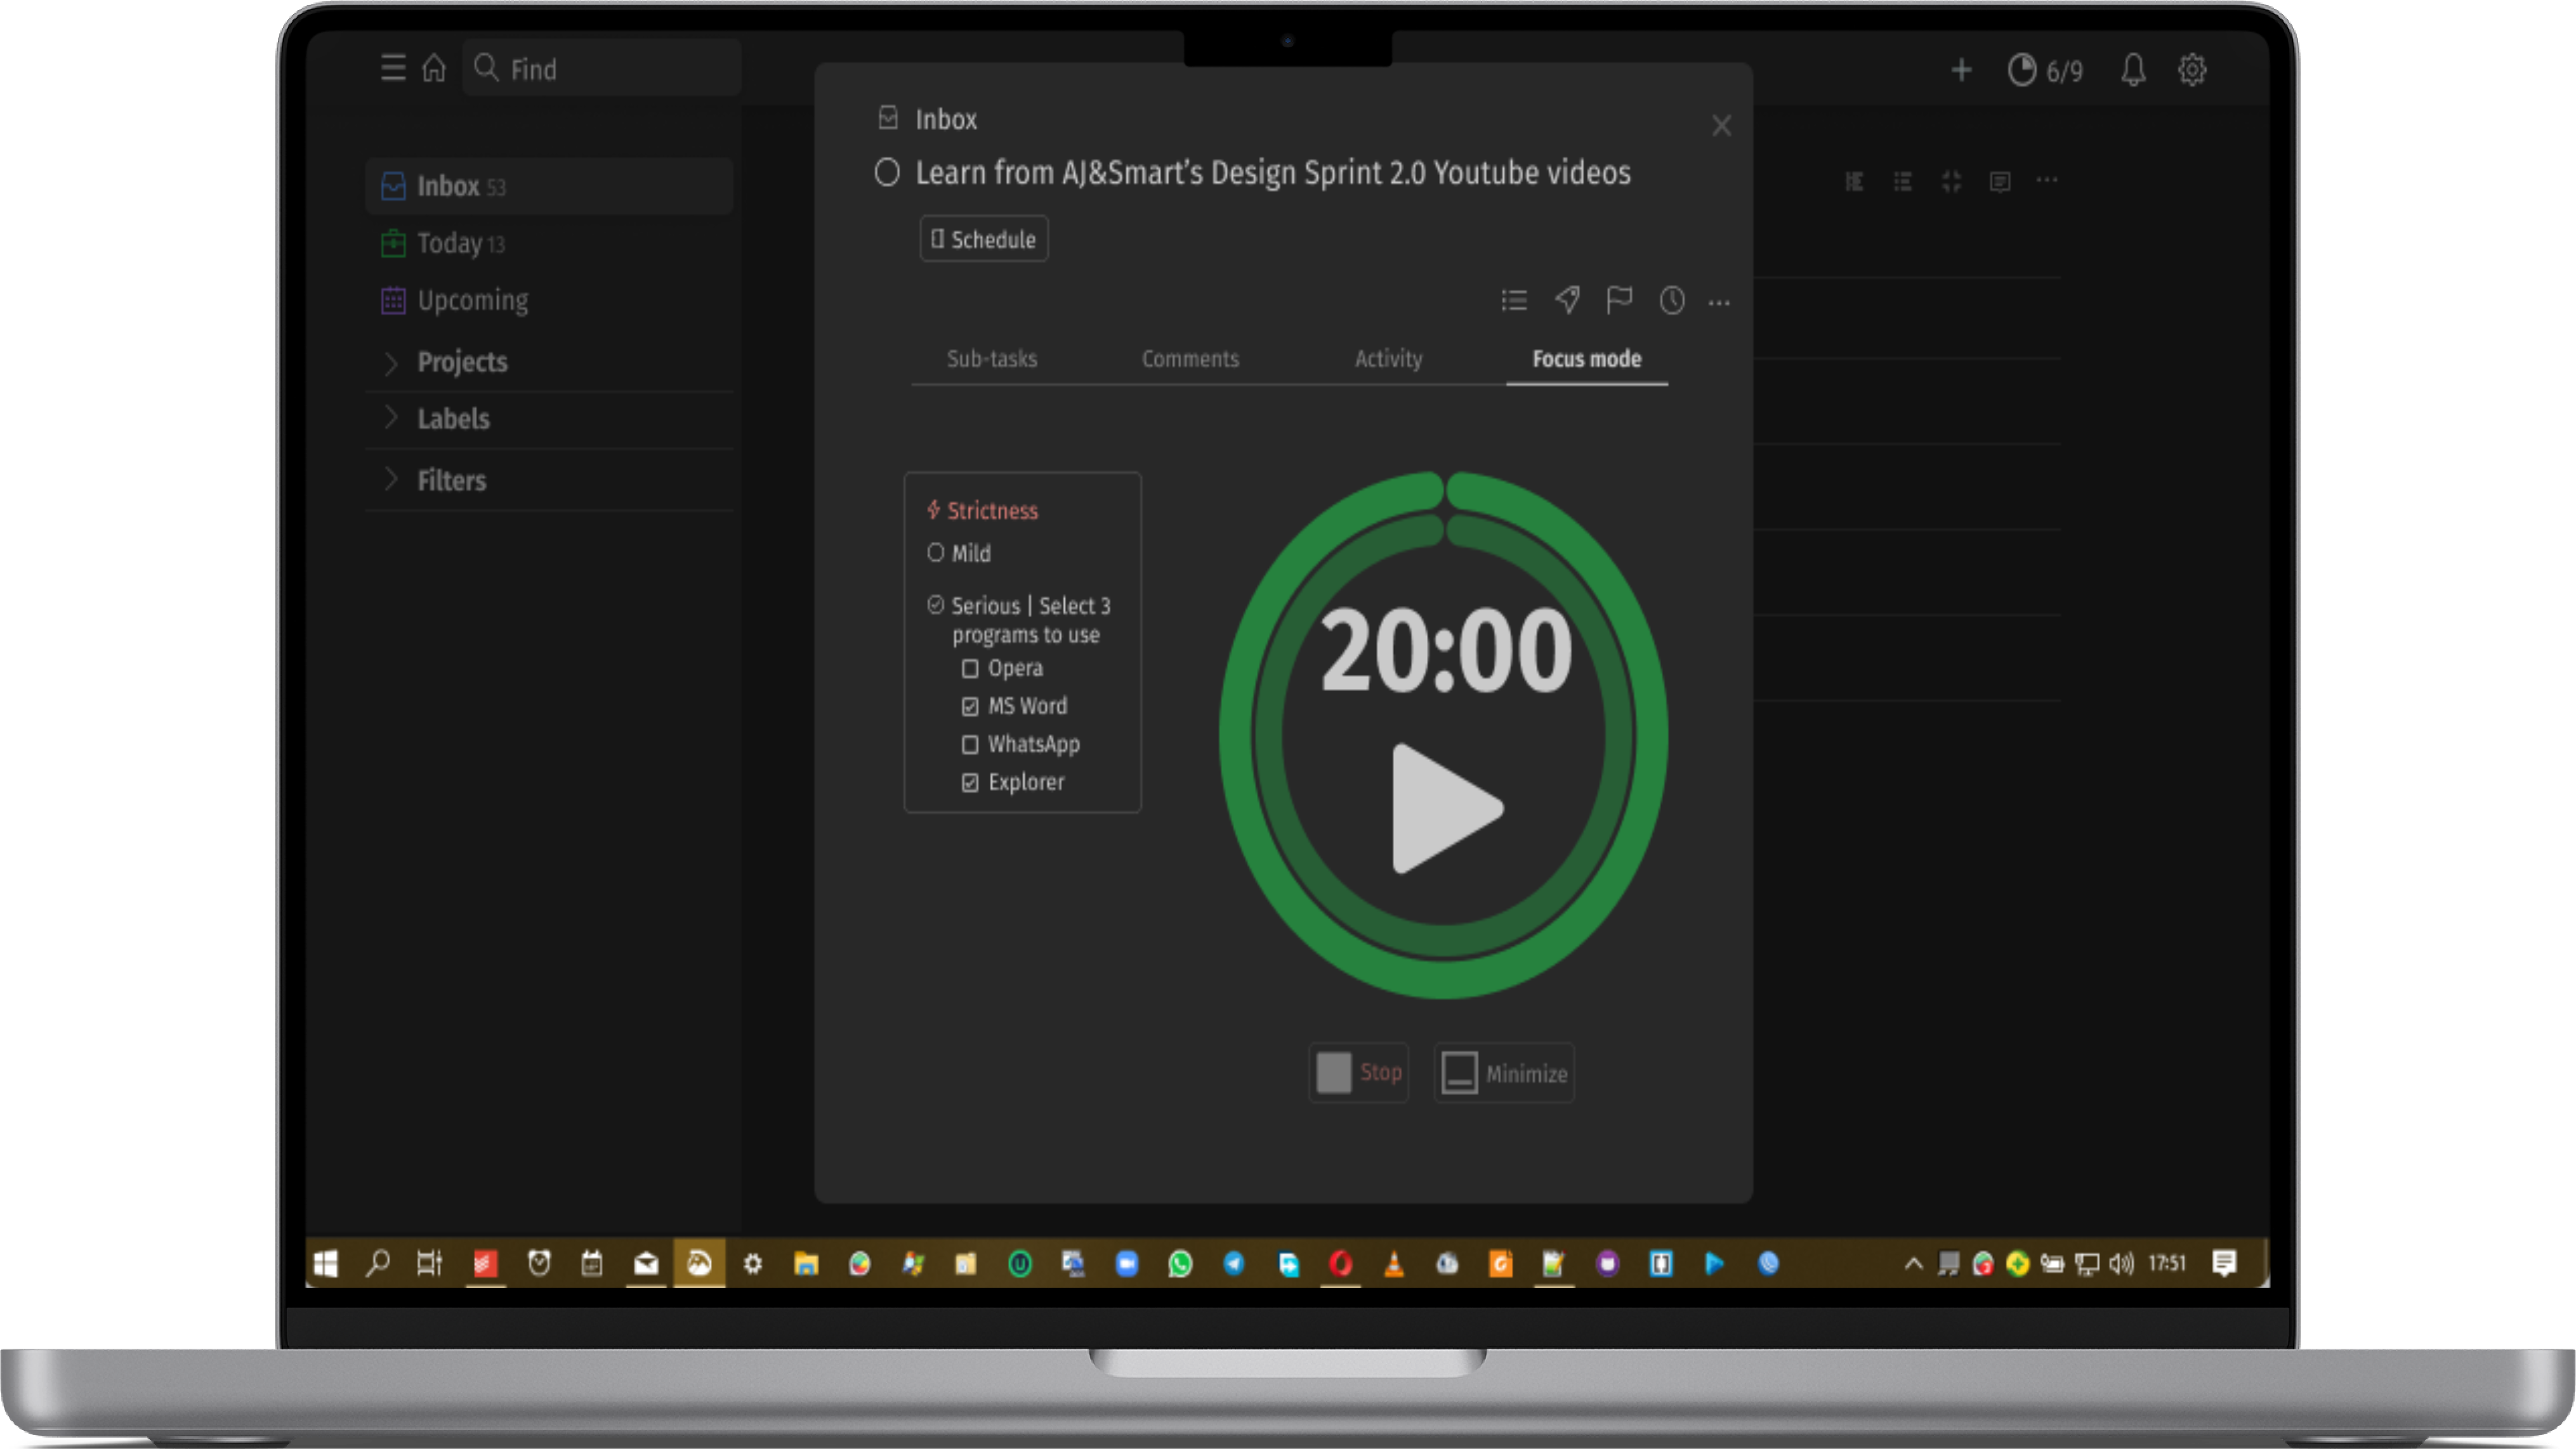 Find
6/9
Inbox 53
Today 13
Upcoming
Projects
Labels
Filters
Inbox
Learn from AJ&Smart’s Design Sprint 2.0 Youtube videos
Schedule
Sub-tasks
Comments
Activity
Focus mode
Strictness
Mild
Serious | Select 3
programs to use
Opera
MS Word
WhatsApp
Explorer
20:00
Stop
Minimize
17:51